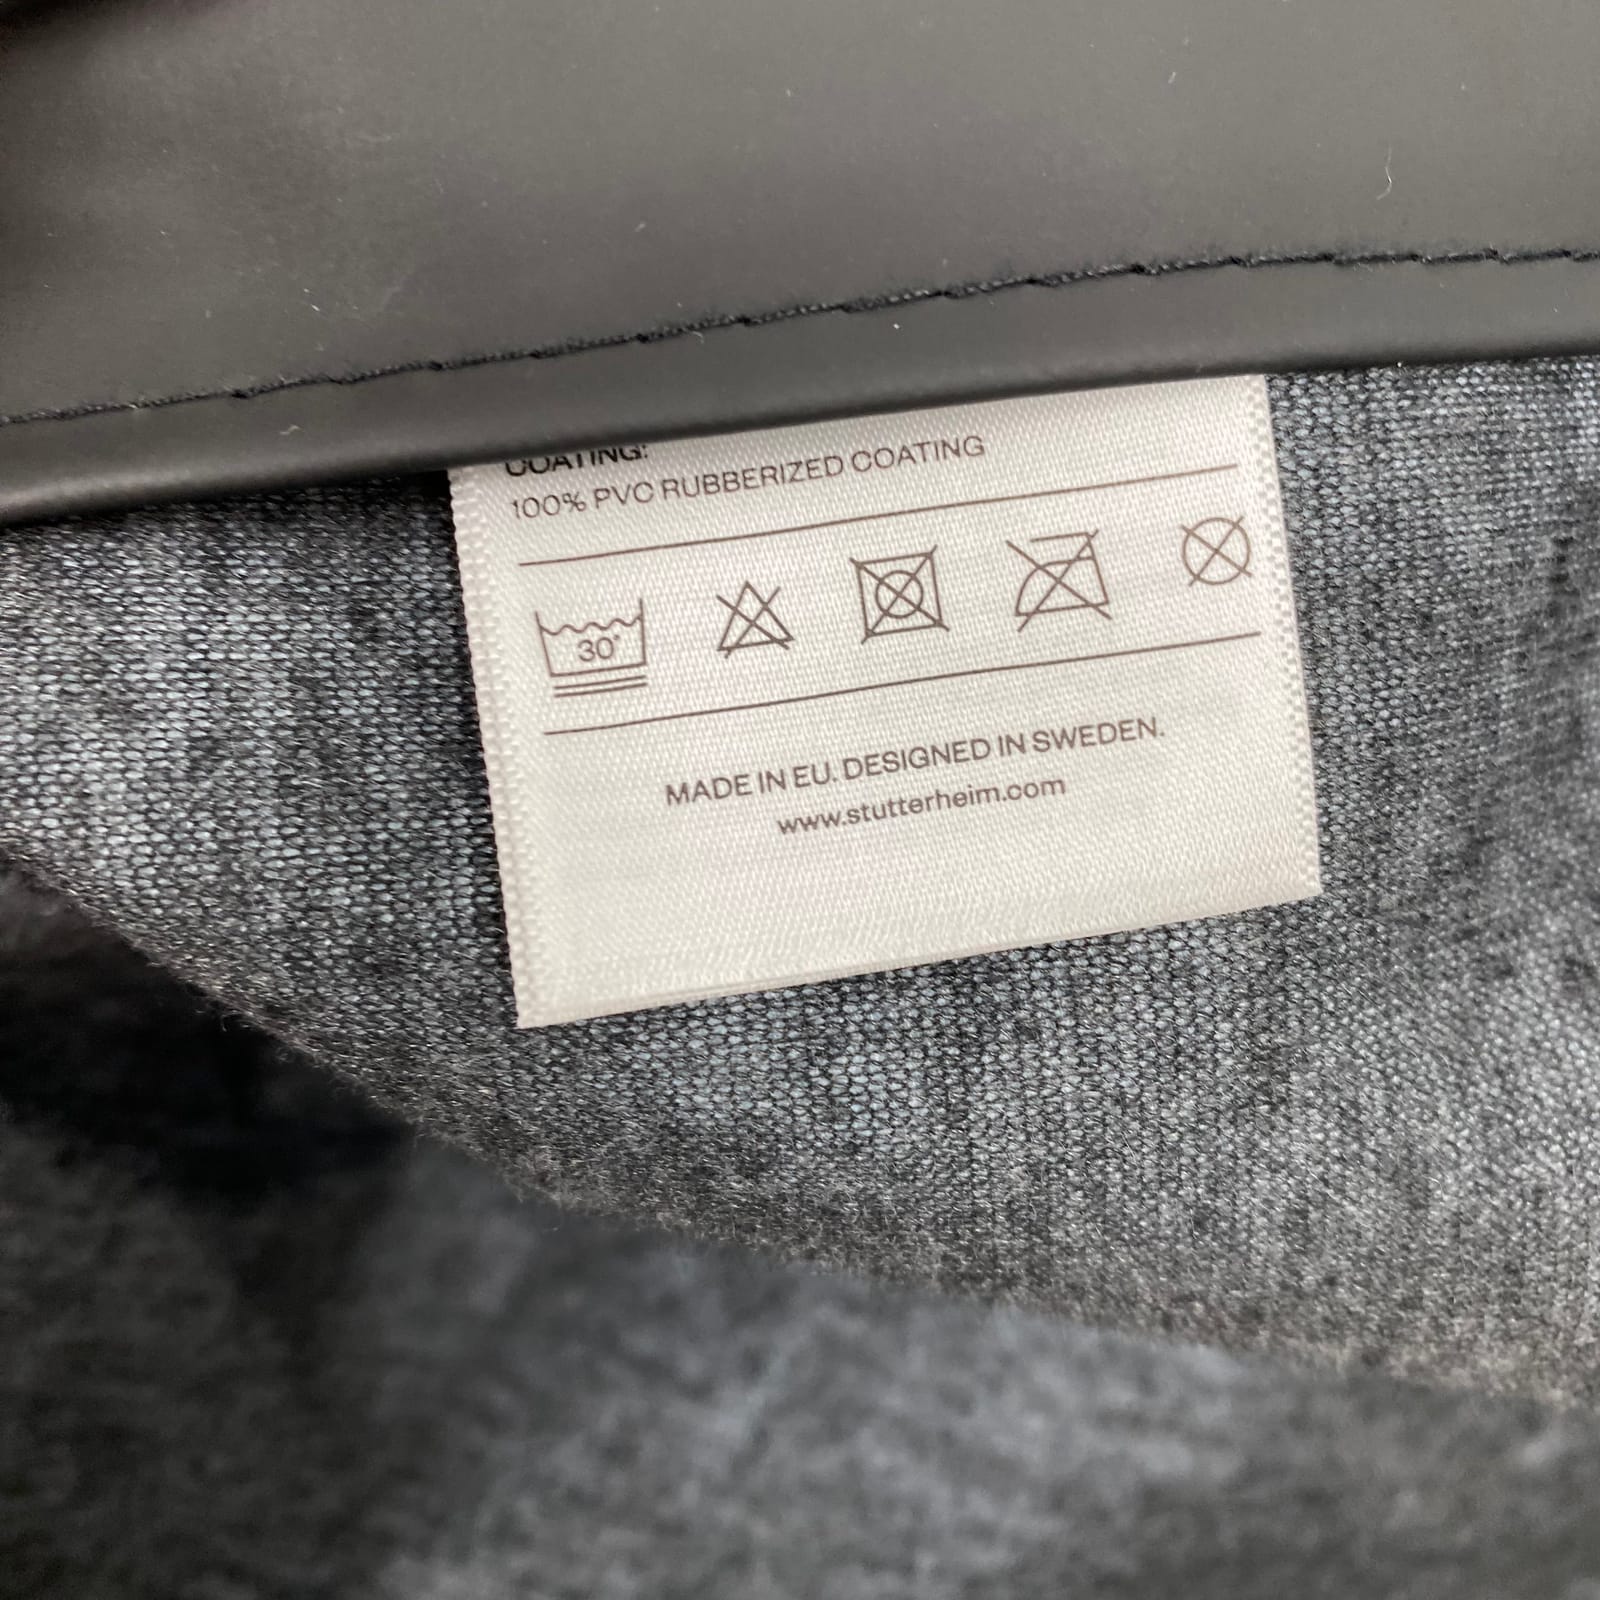 COATING:
100% PVC RUBBERIZED COATING
30°
MADE IN EU. DESIGNED IN SWEDEN.
www.stutterheim.com